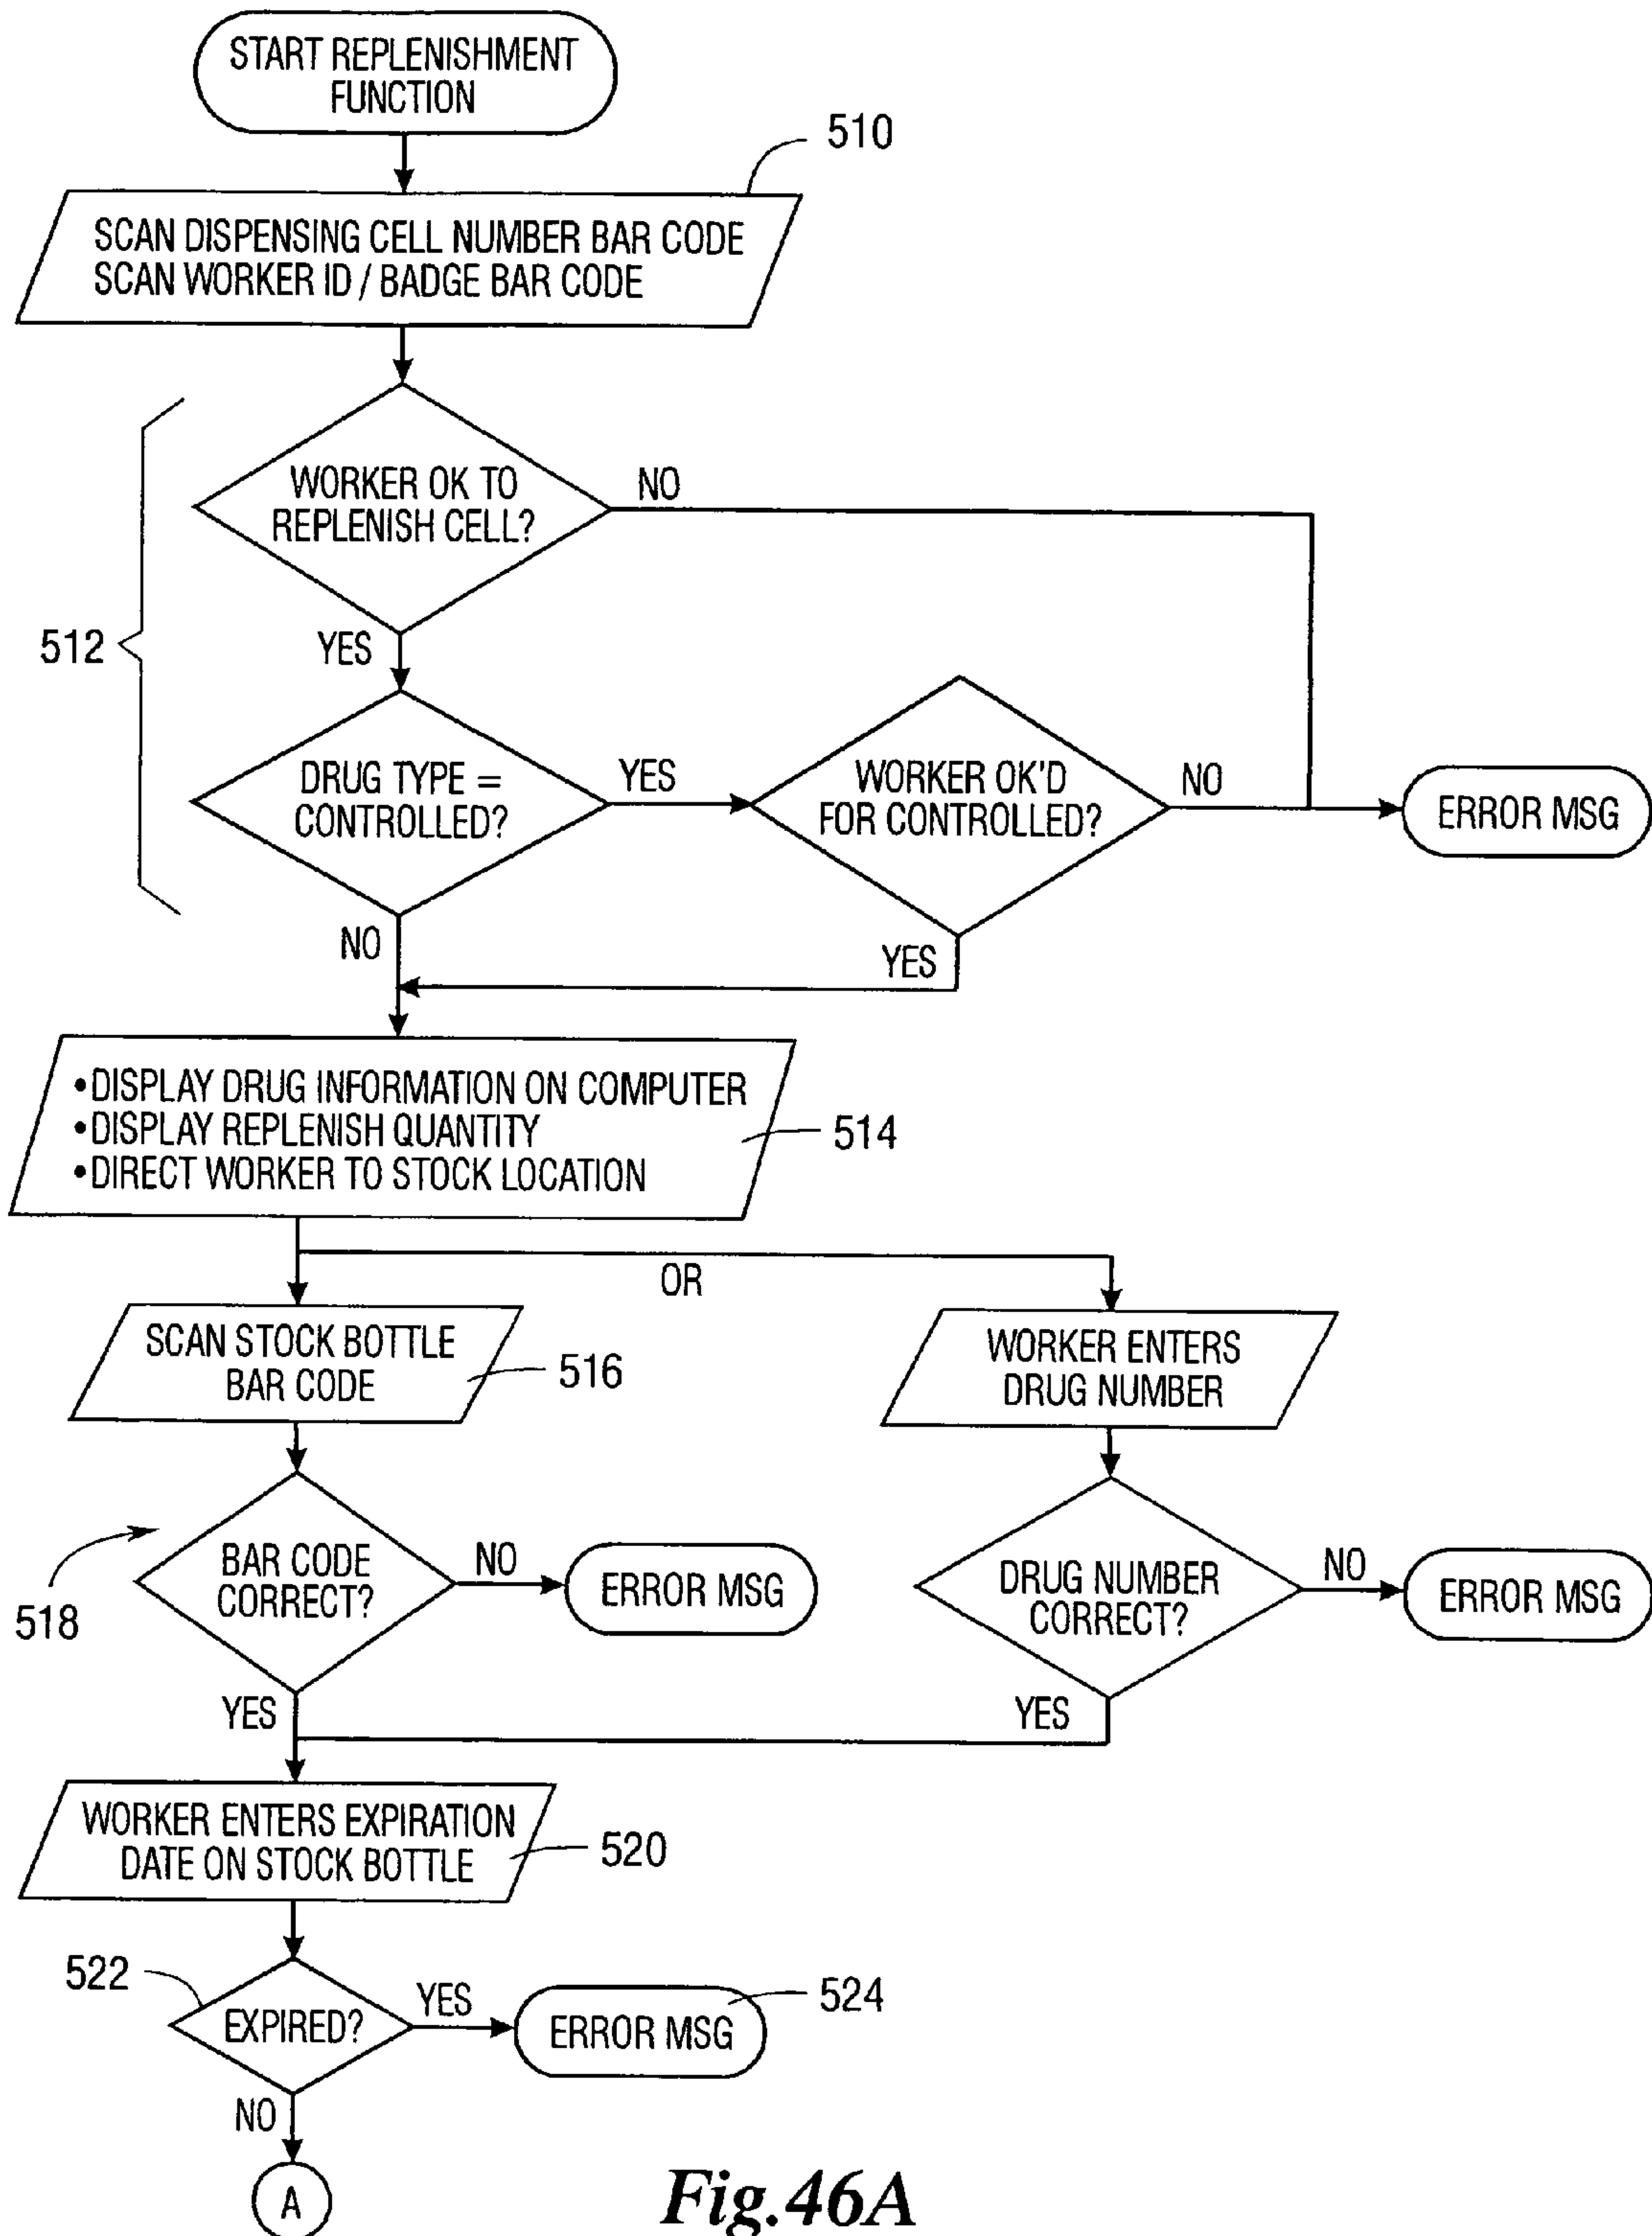 START REPLENISHMENT
FUNCTION
510
SCAN DISPENSING CELL NUMBER BAR CODE
SCAN WORKER ID / BADGE BAR CODE
512
WORKER OK TO
REPLENISH CELL?
NO
YES
DRUG TYPE =
CONTROLLED?
YES
WORKER OK'D
FOR CONTROLLED?
NO
ERROR MSG
NO
YES
•DISPLAY DRUG INFORMATION ON COMPUTER
•DISPLAY REPLENISH QUANTITY
•DIRECT WORKER TO STOCK LOCATION
514
OR
SCAN STOCK BOTTLE
BAR CODE
516
WORKER ENTERS
DRUG NUMBER
518
BAR CODE
CORRECT?
NO
ERROR MSG
DRUG NUMBER
CORRECT?
NO
ERROR MSG
YES
YES
WORKER ENTERS EXPIRATION
DATE ON STOCK BOTTLE
520
522
EXPIRED?
YES
ERROR MSG
524
NO
A
Fig.46A